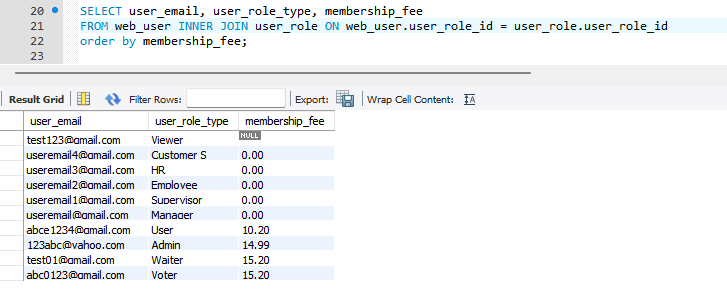 20 SELECT user_email, user_role_type, membership_fee
21 FROM web_user INNER JOIN user_role ON web_user.user_role_id = user_role.user_role_id
22 order by membership_fee;
23
Result Grid Filter Rows: Export: Wrap Cell Content: IA
user_email user_role_type membership_fee
test123@gmail.com Viewer NULL
useremail4@gmail.com Customer S 0.00
useremail3@gmail.com HR 0.00
useremail2@gmail.com Employee 0.00
useremail1@gmail.com Supervisor 0.00
useremail@gmail.com Manager 0.00
abce1234@gmail.com User 10.20
123abc@yahoo.com Admin 14.99
test01@gmail.com Waiter 15.20
abc0123@gmail.com Voter 15.20